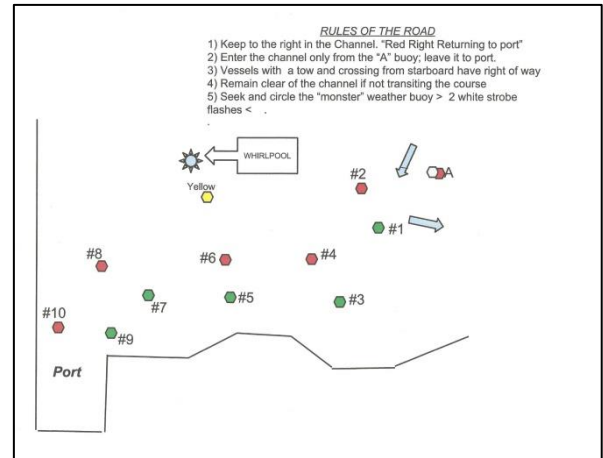 RULES OF THE ROAD
1) Keep to the right in the Channel. "Red Right Returning to port"
2) Enter the channel only from the "A" buoy; leave it to port.
3) Vessels with a tow and crossing from starboard have right of way
4) Remain clear of the channel if not transiting the course
5) Seek and circle the "monster" weather buoy > 2 white strobe
flashes < .
.
WHIRLPOOL
#2
A
Yellow
#1
#8
#6
#4
#7
#5
#3
#10
#9
Port